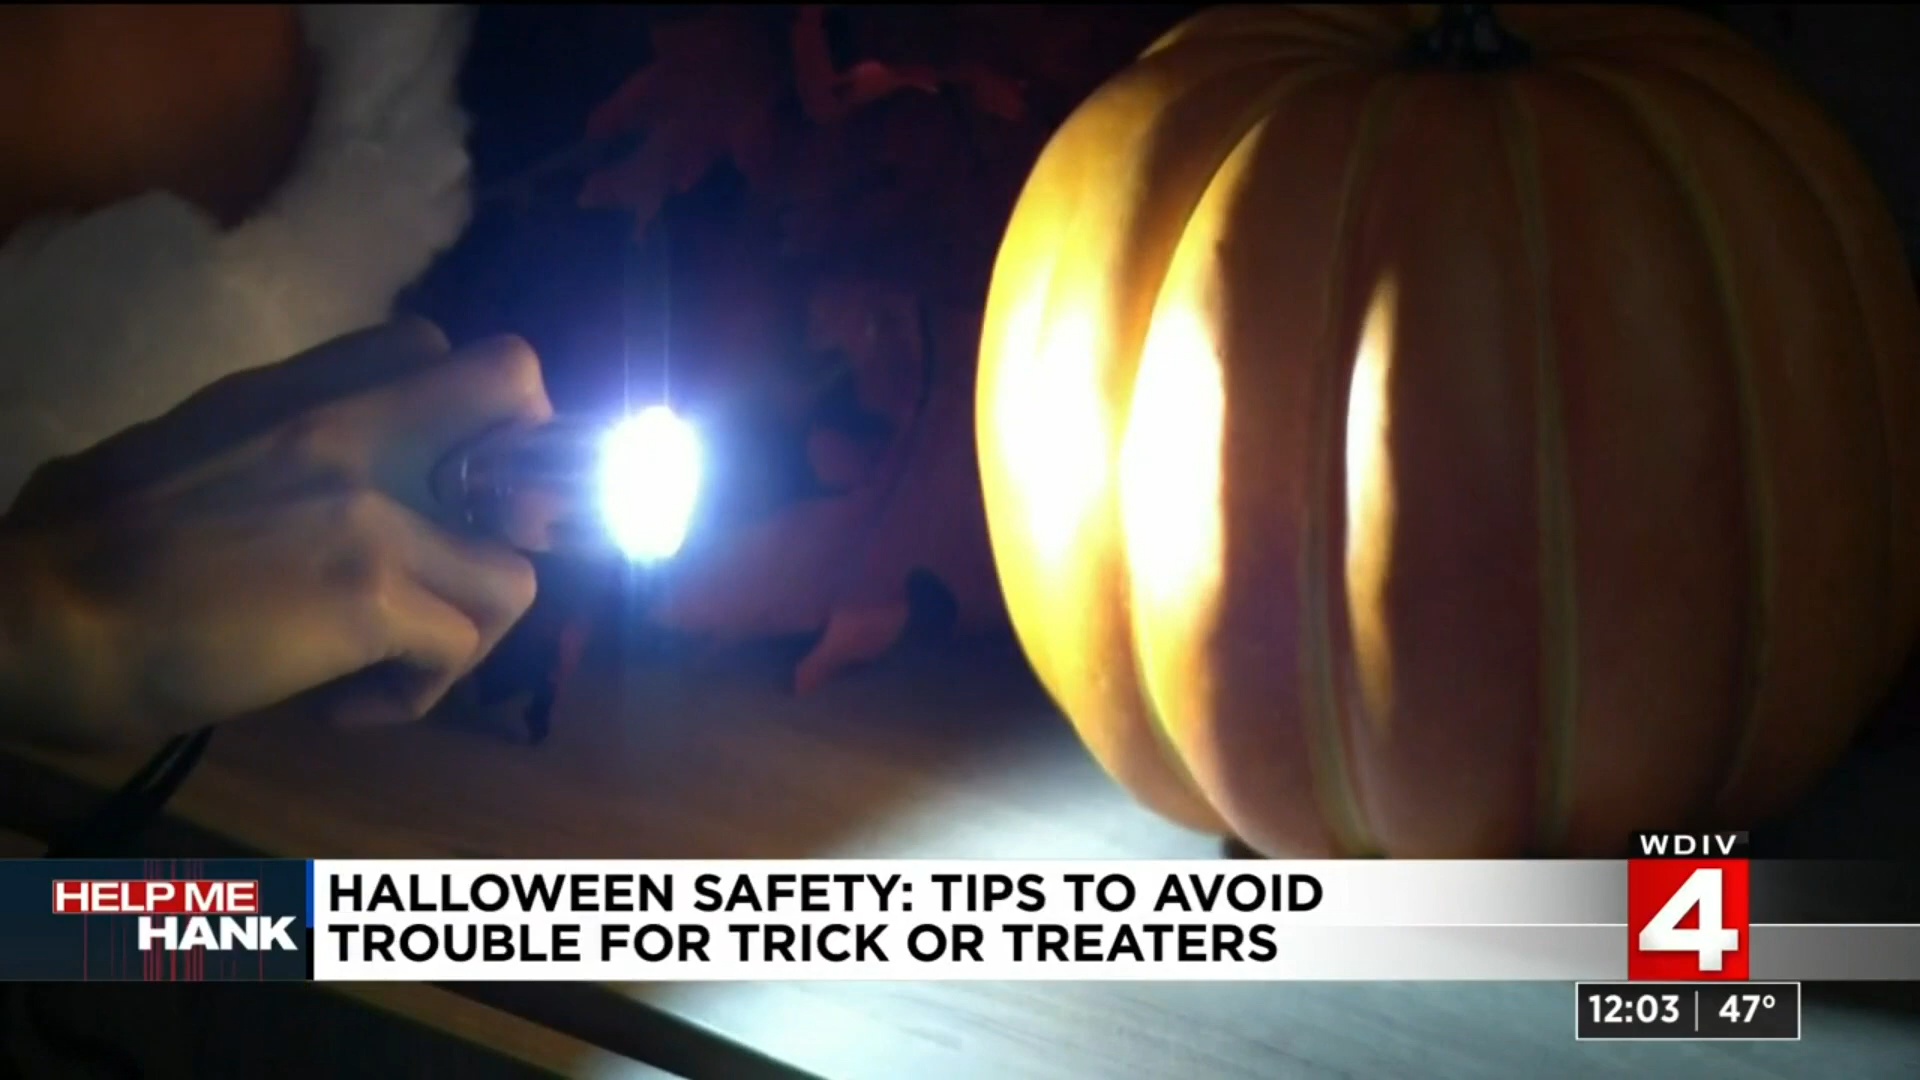 WDIV
4
HELP ME
HANK
HALLOWEEN SAFETY: TIPS TO AVOID
TROUBLE FOR TRICK OR TREATERS
12:03 | 47°